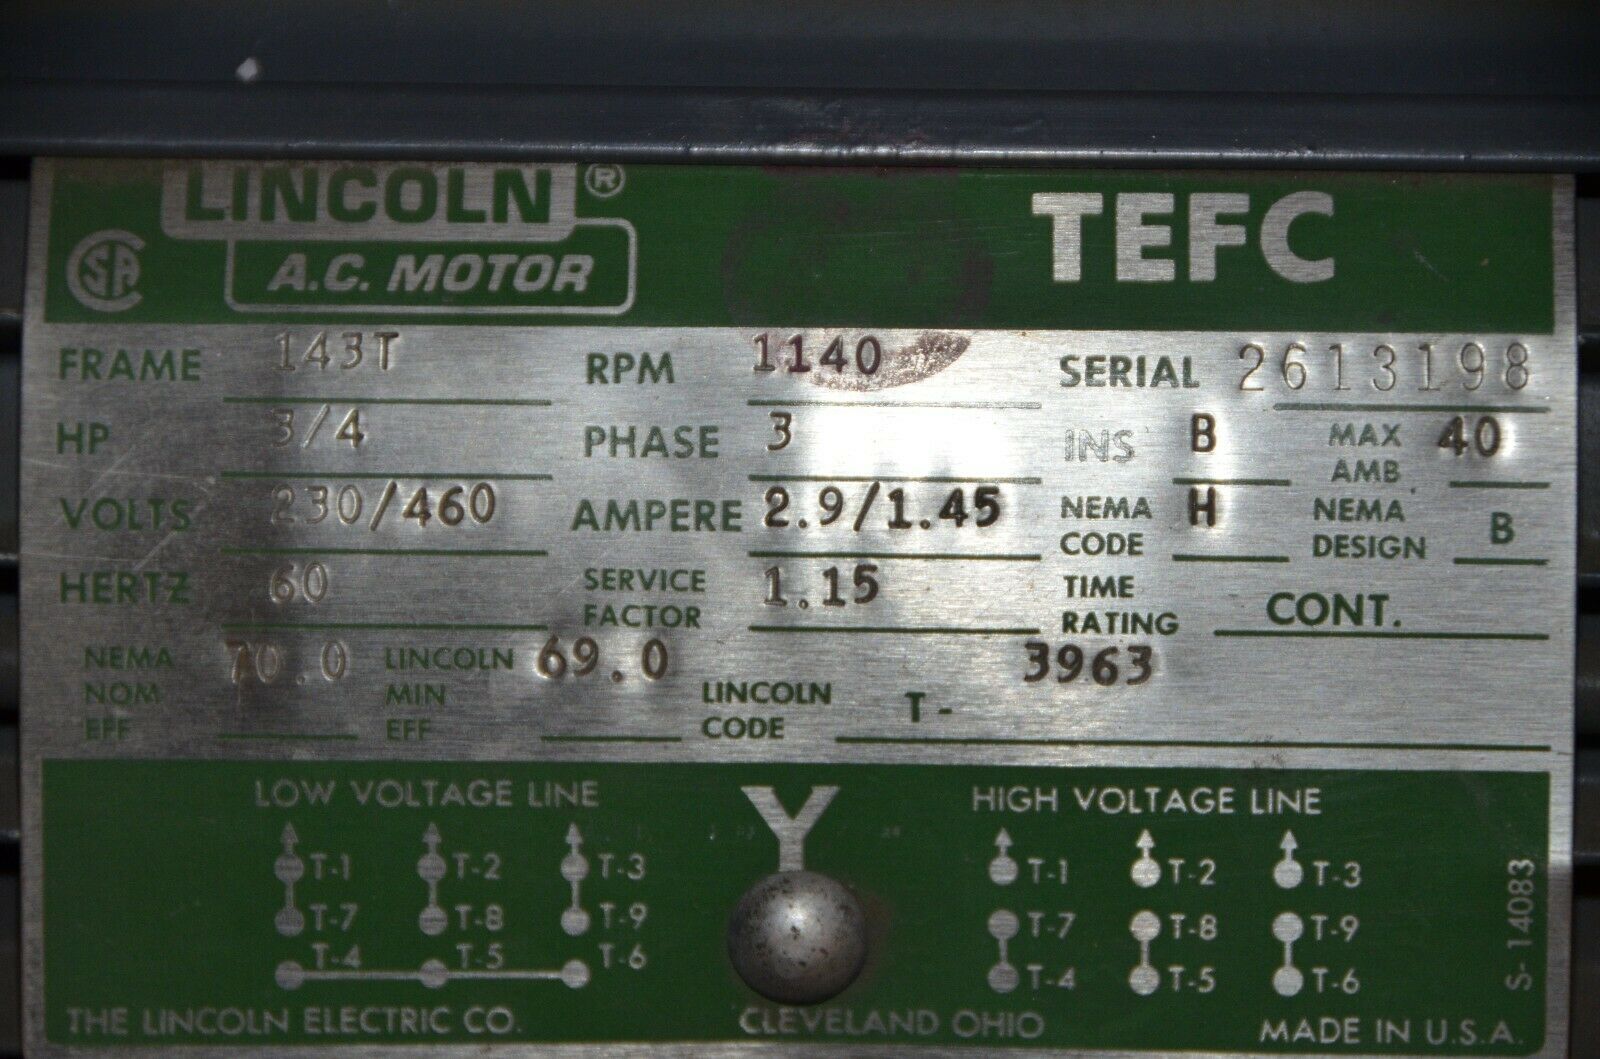 LINCOLN ® TEFC
CSA A.C. MOTOR
FRAME 143T RPM 1140 SERIAL 2613198
HP 3/4 PHASE 3 INS B MAX AMB 40
VOLTS 230/460 AMPERE 2.9/1.45 NEMA CODE H NEMA DESIGN B
HERTZ 60 SERVICE FACTOR 1.15 TIME RATING CONT.
NEMA NOM EFF 70.0 LINCOLN MIN EFF 69.0 LINCOLN CODE T- 3963
LOW VOLTAGE LINE Y HIGH VOLTAGE LINE
T-1 T-2 T-3 T-1 T-2 T-3
T-7 T-8 T-9 T-7 T-8 T-9
T-4 T-5 T-6 T-4 T-5 T-6
S-14083
THE LINCOLN ELECTRIC CO. CLEVELAND OHIO MADE IN U.S.A.